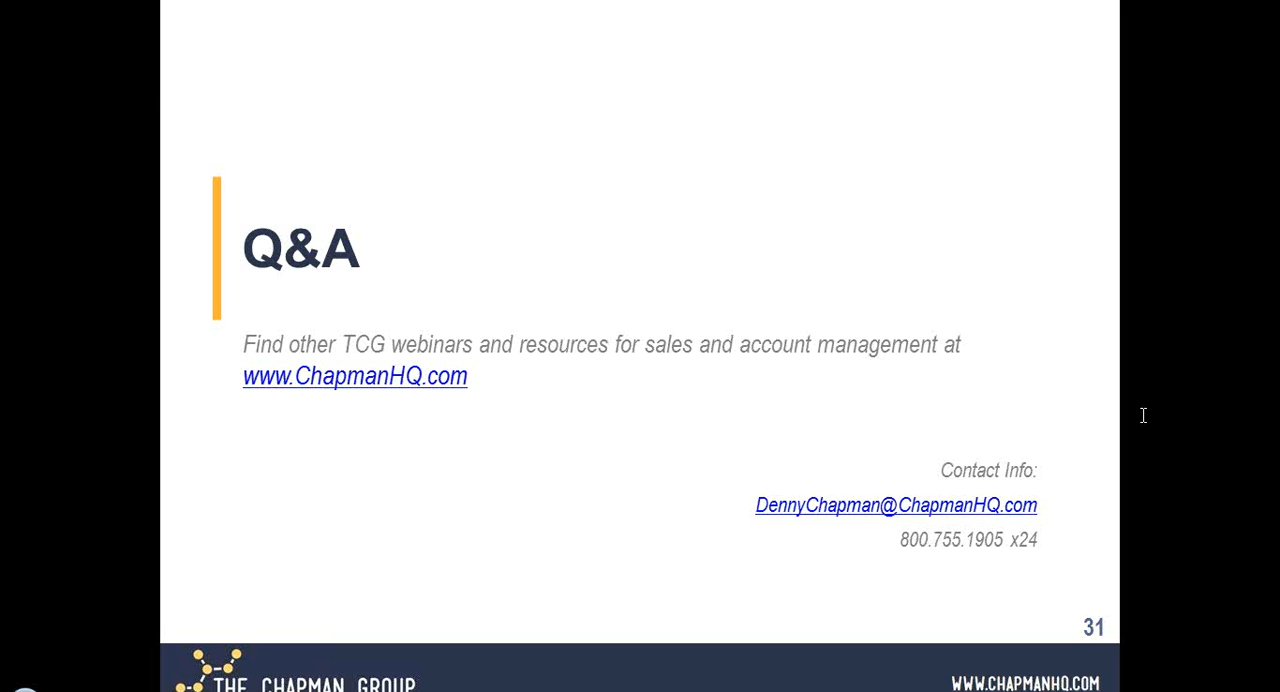 Q&A
Find other TCG webinars and resources for sales and account management at
www.ChapmanHQ.com
Contact Info:
DennyChapman@ChapmanHQ.com
800.755.1905 x24
31
THE CHAPMAN GROUP
WWW.CHAPMANHQ.COM